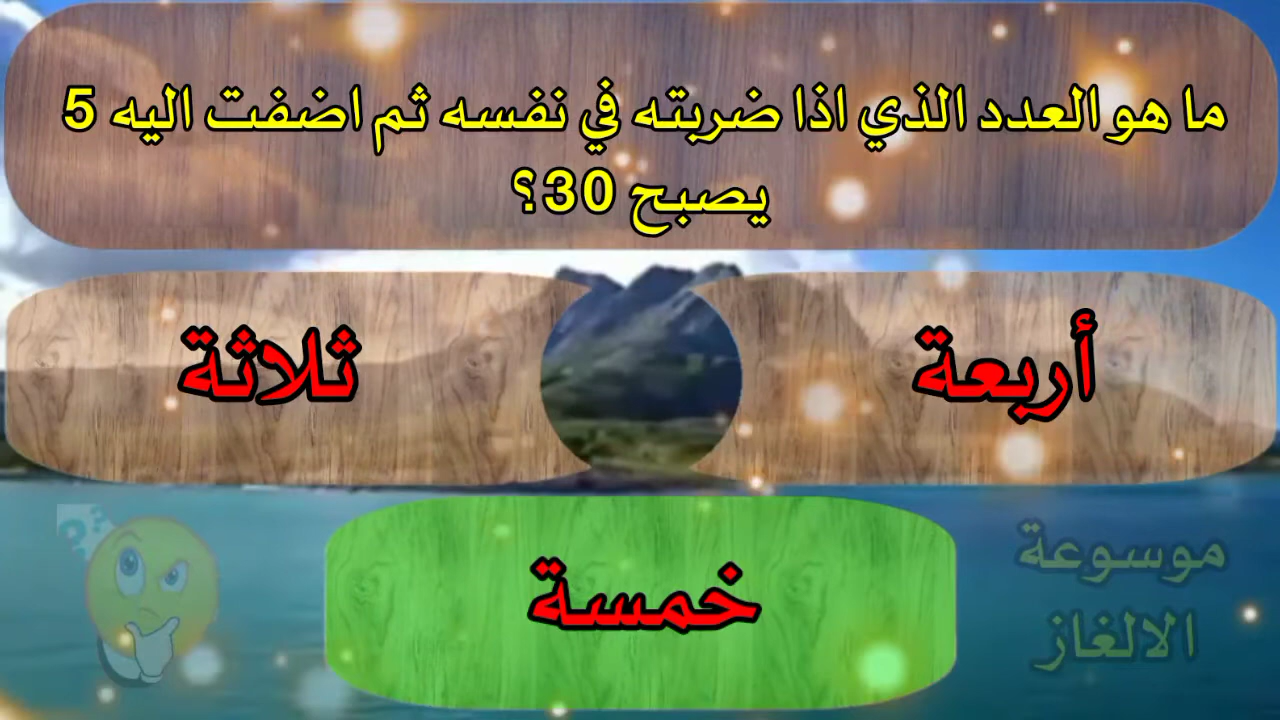 ما هو العدد الذي اذا ضربته في نفسه ثم اضفت اليه 5
يصبح 30؟
أربعة
ثلاثة
خمسة
موسوعة
الالغاز